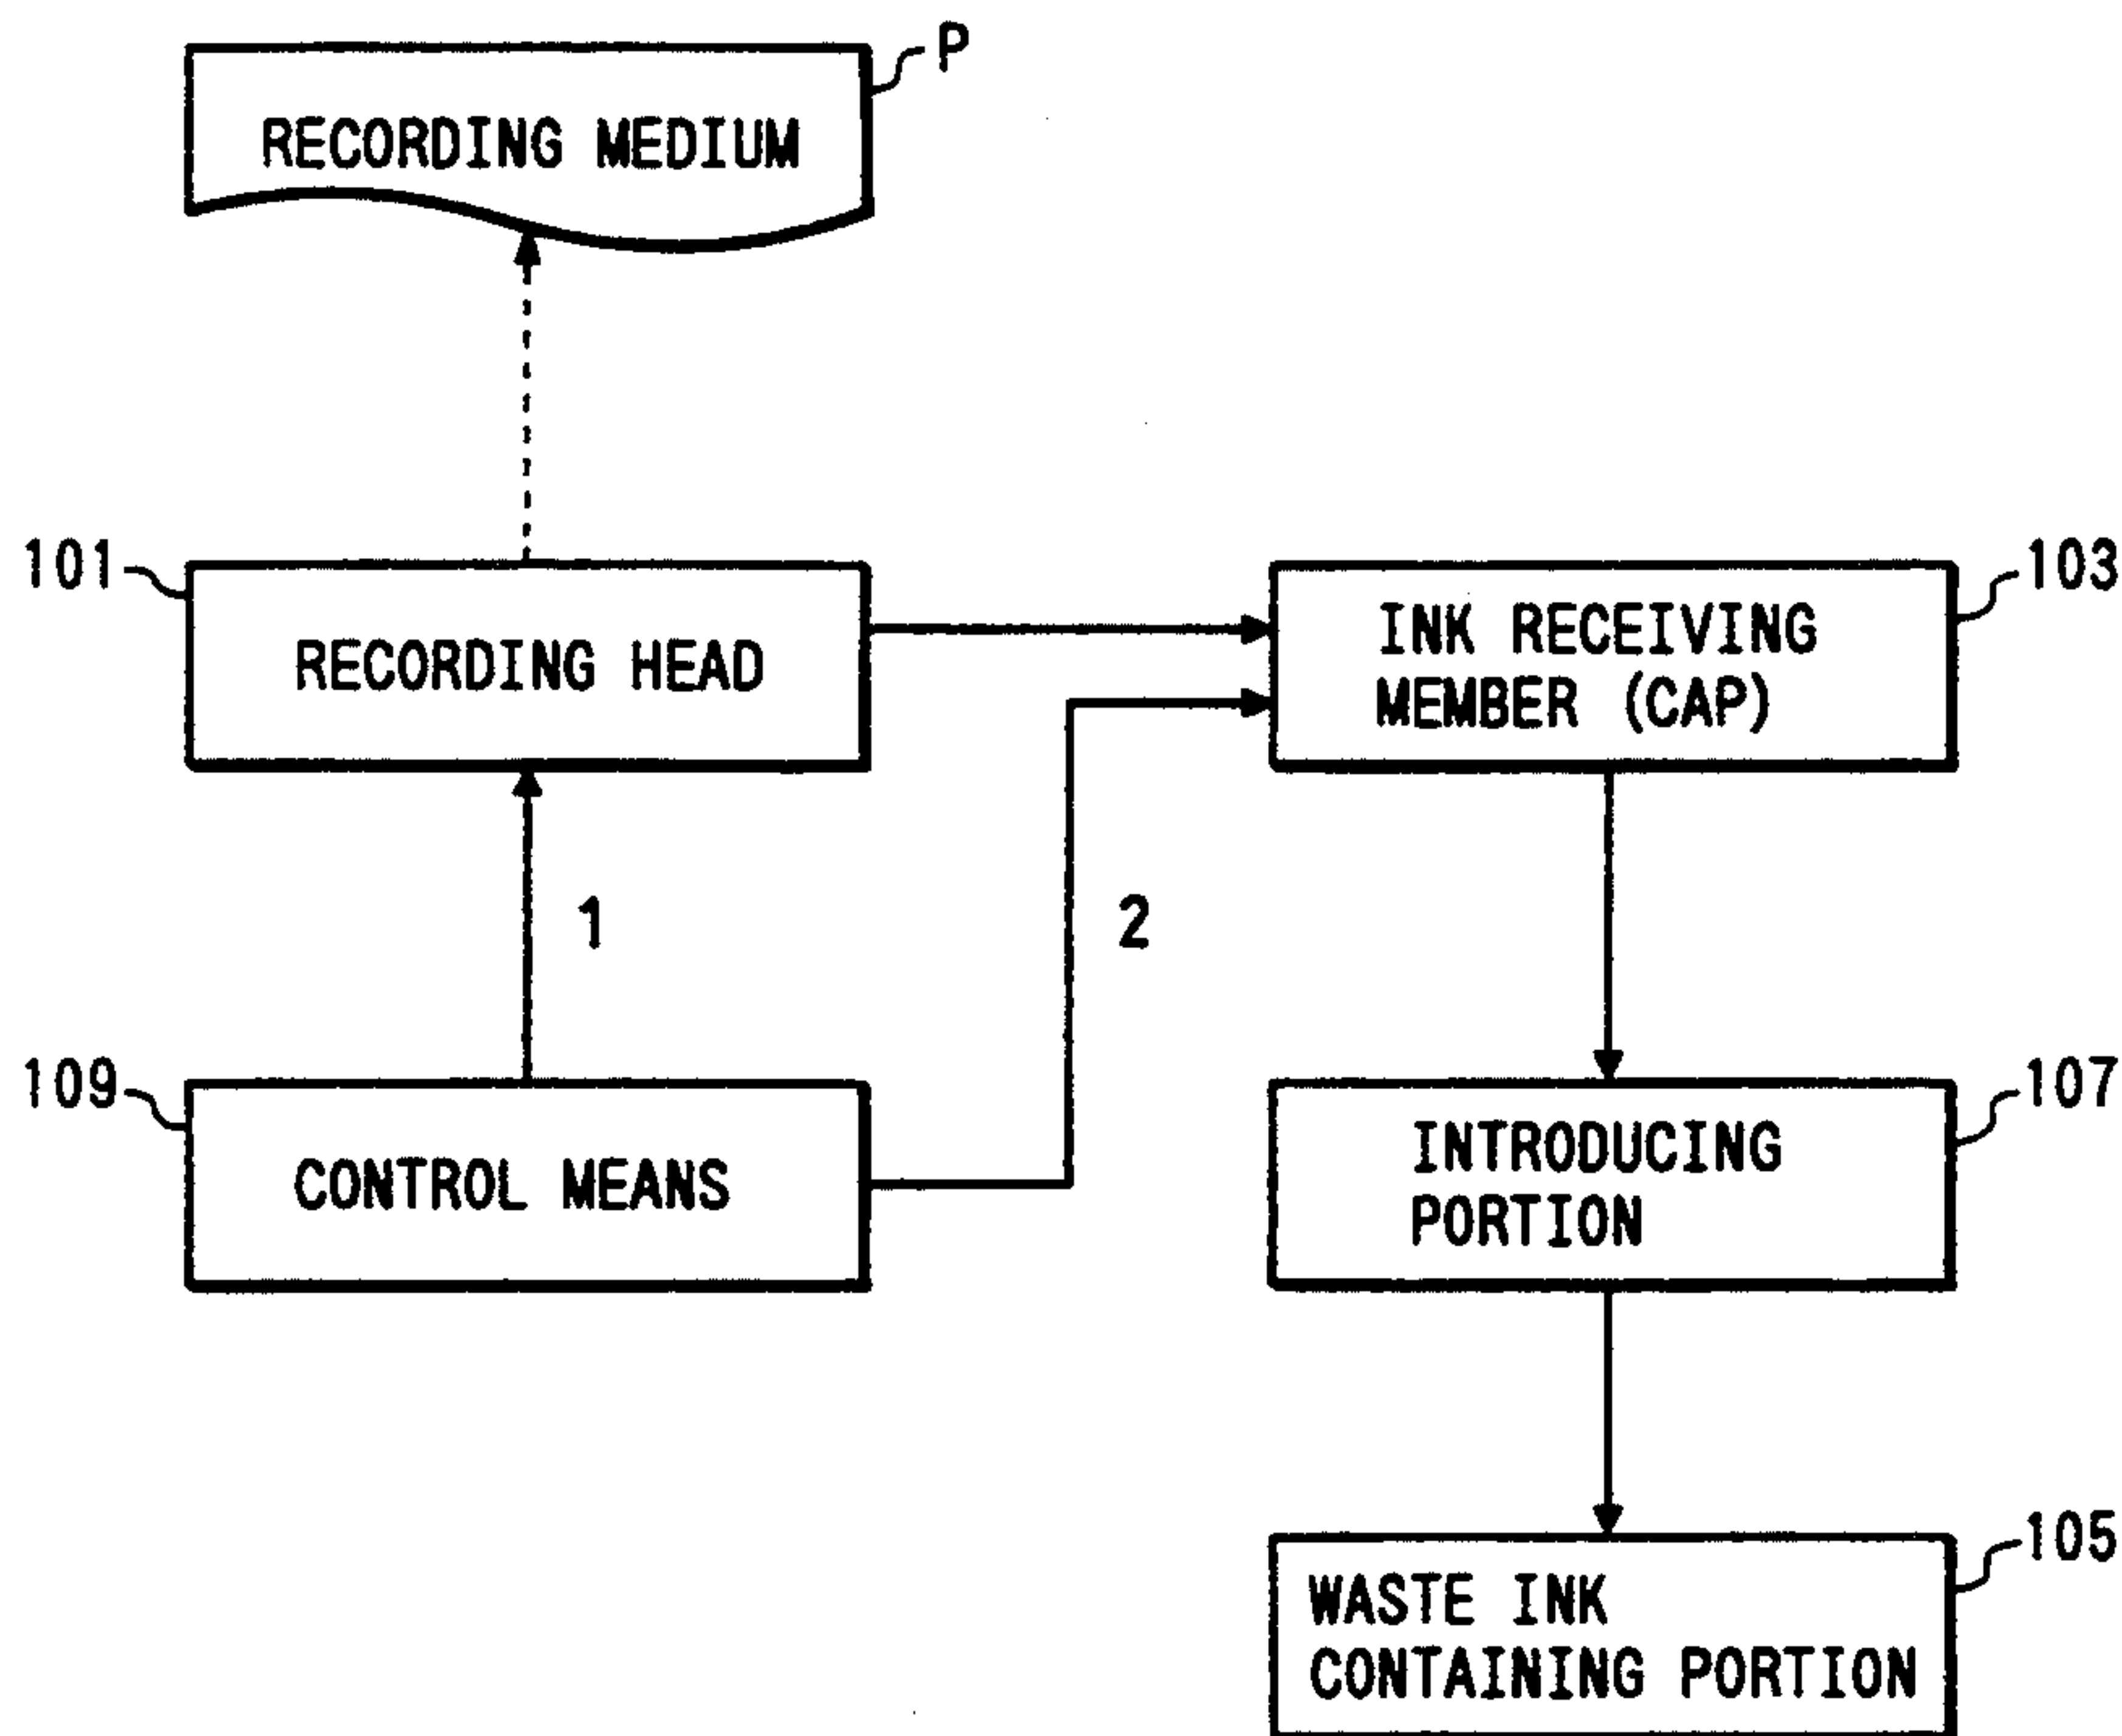 P
RECORDING MEDIUM
101
RECORDING HEAD
103
INK RECEIVING
MEMBER (CAP)
1
2
109
CONTROL MEANS
107
INTRODUCING
PORTION
105
WASTE INK
CONTAINING PORTION